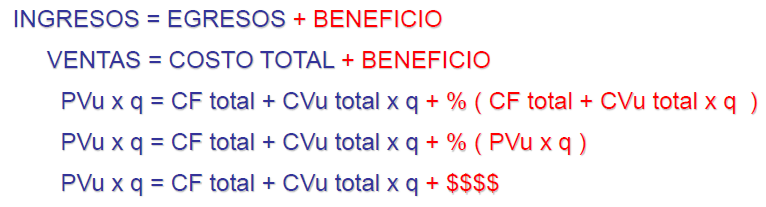 INGRESOS = EGRESOS + BENEFICIO
VENTAS = COSTO TOTAL + BENEFICIO
PVu x q = CF total + CVu total x q + % ( CF total + CVu total x q )
PVu x q = CF total + CVu total x q + % ( PVu x q )
PVu x q = CF total + CVu total x q + $$$$